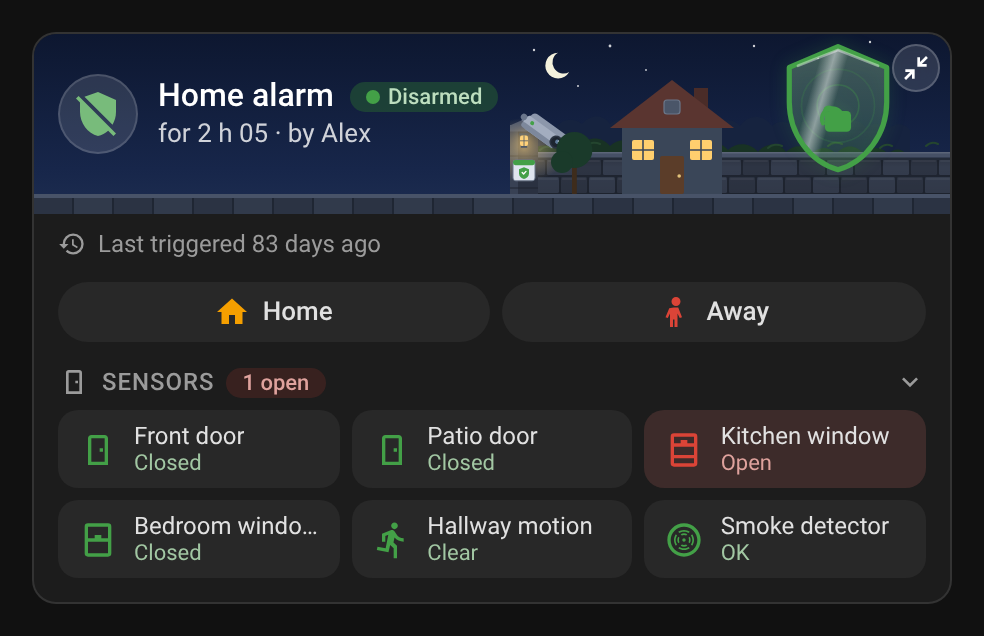 Home alarm
Disarmed
for 2 h 05 · by Alex
Last triggered 83 days ago
Home
Away
SENSORS
1 open
Front door
Closed
Patio door
Closed
Kitchen window
Open
Bedroom windo...
Closed
Hallway motion
Clear
Smoke detector
OK